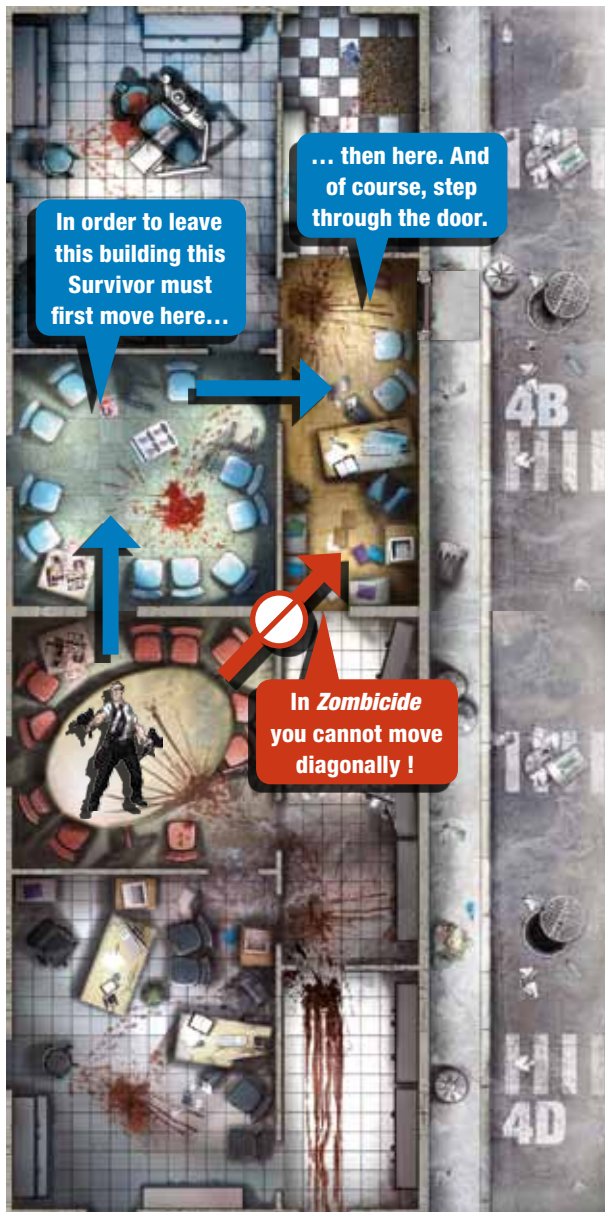 … then here. And
of course, step
through the door.
In order to leave
this building this
Survivor must
first move here…
4B
In Zombicide
you cannot move
diagonally !
4D